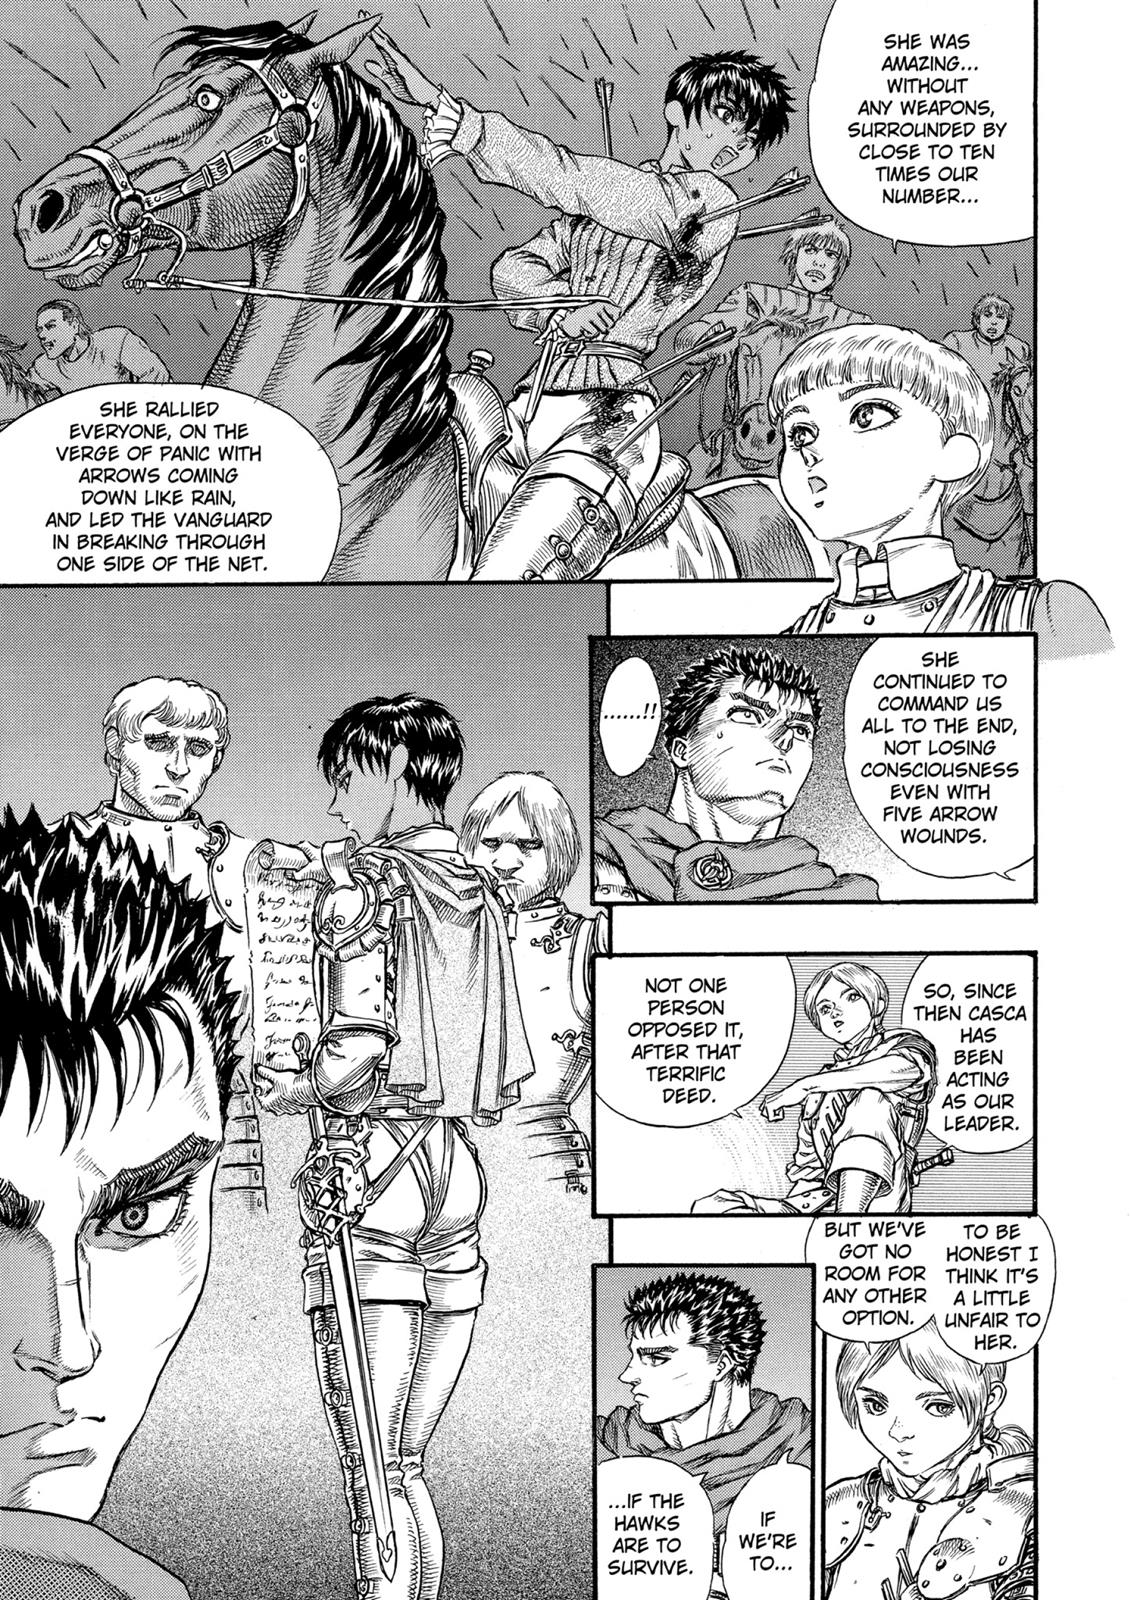 SHE WAS
AMAZING...
WITHOUT
ANY WEAPONS,
SURROUNDED BY
CLOSE TO TEN
TIMES OUR
NUMBER...
SHE RALLIED
EVERYONE, ON THE
VERGE OF PANIC WITH
ARROWS COMING
DOWN LIKE RAIN,
AND LED THE VANGUARD
IN BREAKING THROUGH
ONE SIDE OF THE NET.
SHE
CONTINUED TO
COMMAND US
ALL TO THE END,
NOT LOSING
CONSCIOUSNESS
EVEN WITH
FIVE ARROW
WOUNDS.
......!!
SO, SINCE
THEN CASCA
HAS
BEEN
ACTING
AS OUR
LEADER.
NOT ONE
PERSON
OPPOSED IT,
AFTER THAT
TERRIFIC
DEED.
TO BE
HONEST I
THINK IT'S
A LITTLE
UNFAIR TO
HER.
BUT WE'VE
GOT NO
ROOM FOR
ANY OTHER
OPTION.
IF
WE'RE
TO...
...IF THE
HAWKS
ARE TO
SURVIVE.